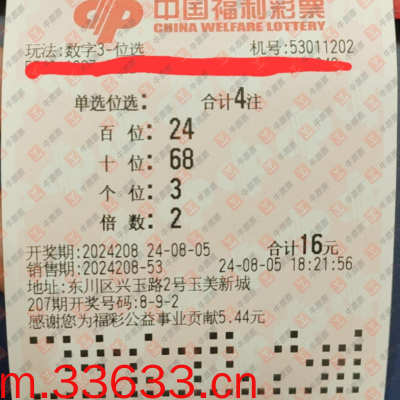 中国福利彩票
CHINA WELFARE LOTTERY
玩法:数字3-位选 机号:53011202
单选位选: 合计4注
百 位: 24
十 位: 68
个 位: 3
倍 数: 2
开奖期:2024208 24-08-05 合计16元
销售期:2024208-53 24-08-05 18:21:56
地址:东川区兴玉路2号玉美新城
207期开奖号码:8-9-2
感谢您为福彩公益事业贡献5.44元
m.33633.cn